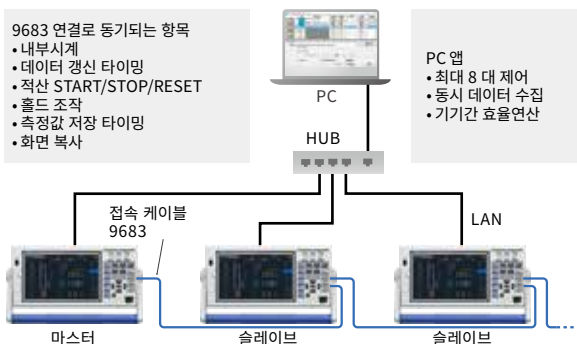 9683 연결로 동기되는 항목
• 내부시계
• 데이터 갱신 타이밍
• 적산 START/STOP/RESET
• 홀드 조작
• 측정값 저장 타이밍
• 화면 복사
PC
PC 앱
• 최대 8 대 제어
• 동시 데이터 수집
• 기기간 효율연산
HUB
접속 케이블
9683
LAN
마스터
슬레이브
슬레이브